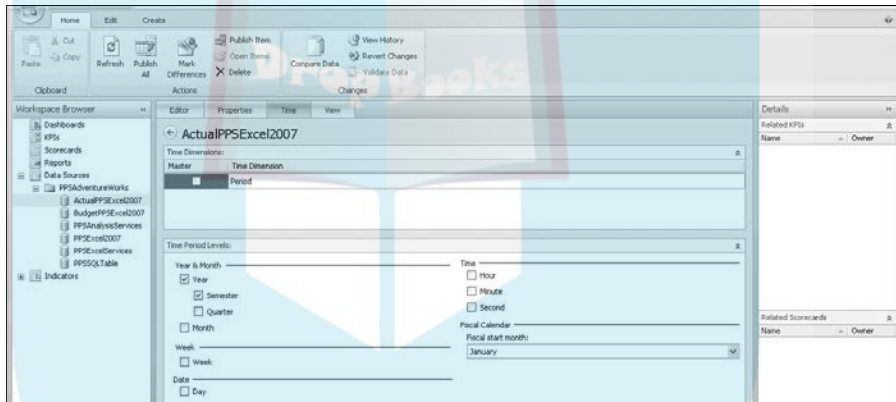 Home Edit Create
Paste Cut Copy Refresh Publish All Mark Differences Publish Item Open Items Delete Compare Data View History Revert Changes Validate Data
Clipboard Actions Changes
DropBooks
Workspace Browser
Dashboards
KPIs
Scorecards
Reports
Data Sources
PPSAdventureWorks
ActualPPSExcel2007
BudgetPPSExcel2007
PPSAnalysisServices
PPSExcel2007
PPSExcelServices
PPSSQLTable
Indicators
Editor Properties Time View
ActualPPSExcel2007
Time Dimensions:
Master Time Dimension
Period
Time Period Levels:
Year & Month
Year
Semester
Quarter
Month
Week
Week
Date
Day
Time
Hour
Minute
Second
Fiscal Calendar
Fiscal start month:
January
Details
Related KPIs
Name Owner
Related Scorecards
Name Owner